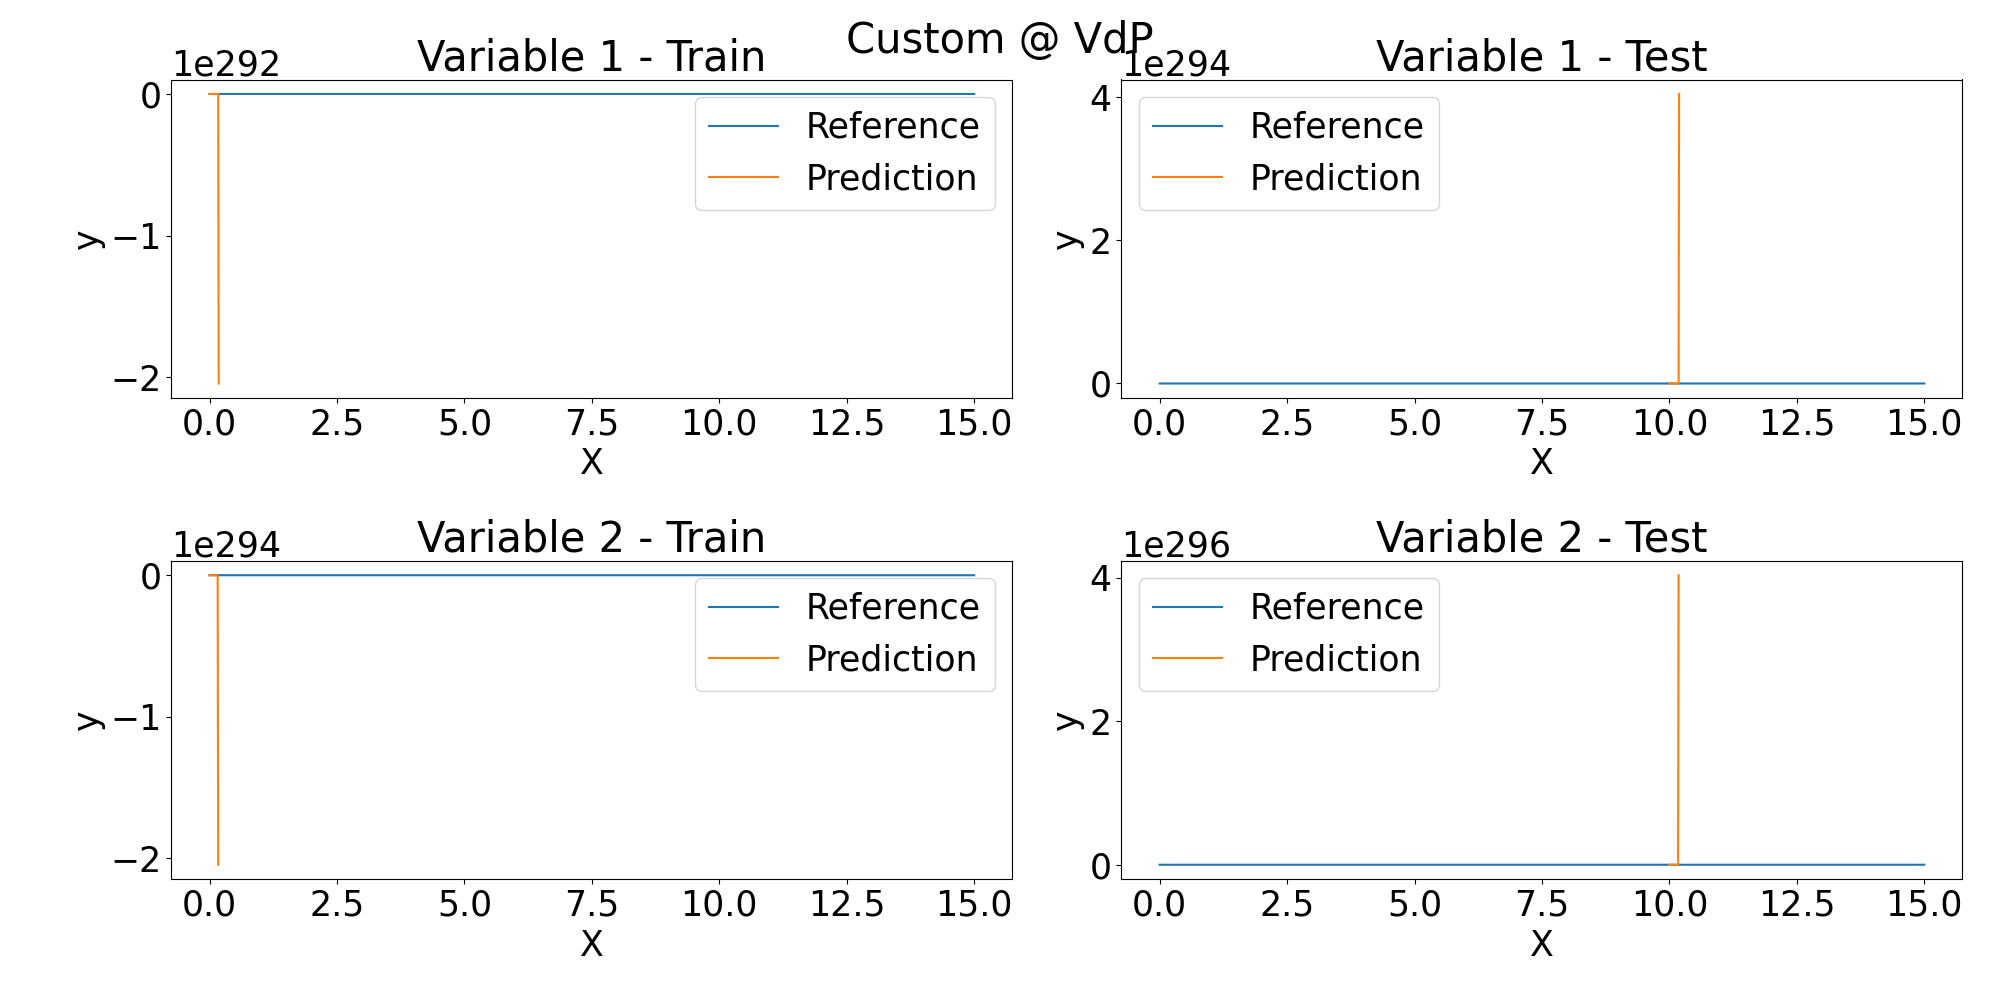 Custom @ VdP
1e292
Variable 1 - Train
0
−1
−2
y
Reference
Prediction
0.0 2.5 5.0 7.5 10.0 12.5 15.0
X
1e294
Variable 1 - Test
4
2
0
y
Reference
Prediction
0.0 2.5 5.0 7.5 10.0 12.5 15.0
X
1e294
Variable 2 - Train
0
−1
−2
y
Reference
Prediction
0.0 2.5 5.0 7.5 10.0 12.5 15.0
X
1e296
Variable 2 - Test
4
2
0
y
Reference
Prediction
0.0 2.5 5.0 7.5 10.0 12.5 15.0
X